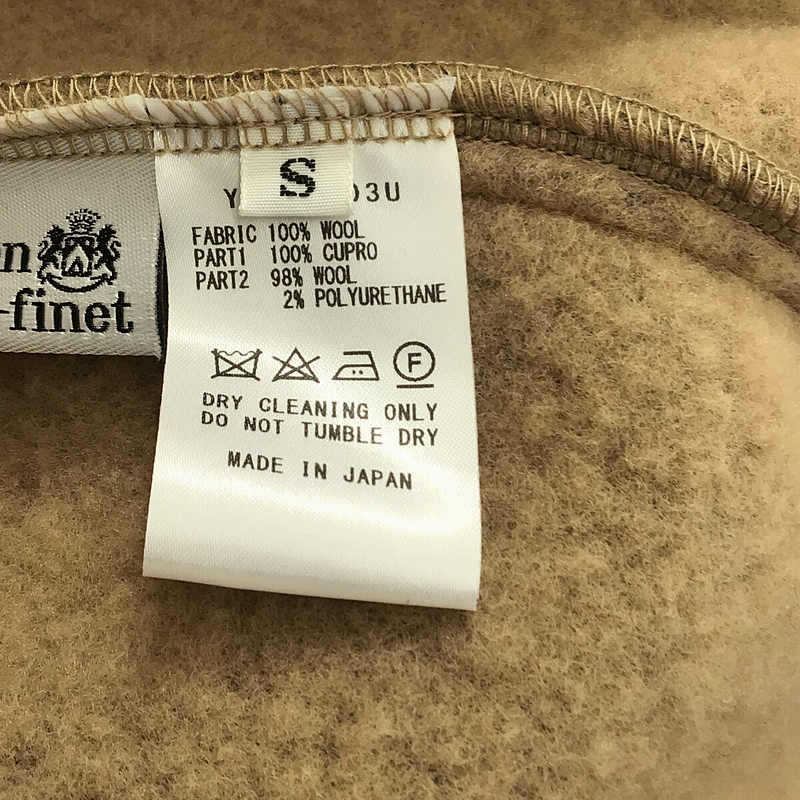 S
FABRIC 100% WOOL
PART1 100% CUPRO
PART2 98% WOOL
2% POLYURETHANE
-finet
F
DRY CLEANING ONLY
DO NOT TUMBLE DRY
MADE IN JAPAN